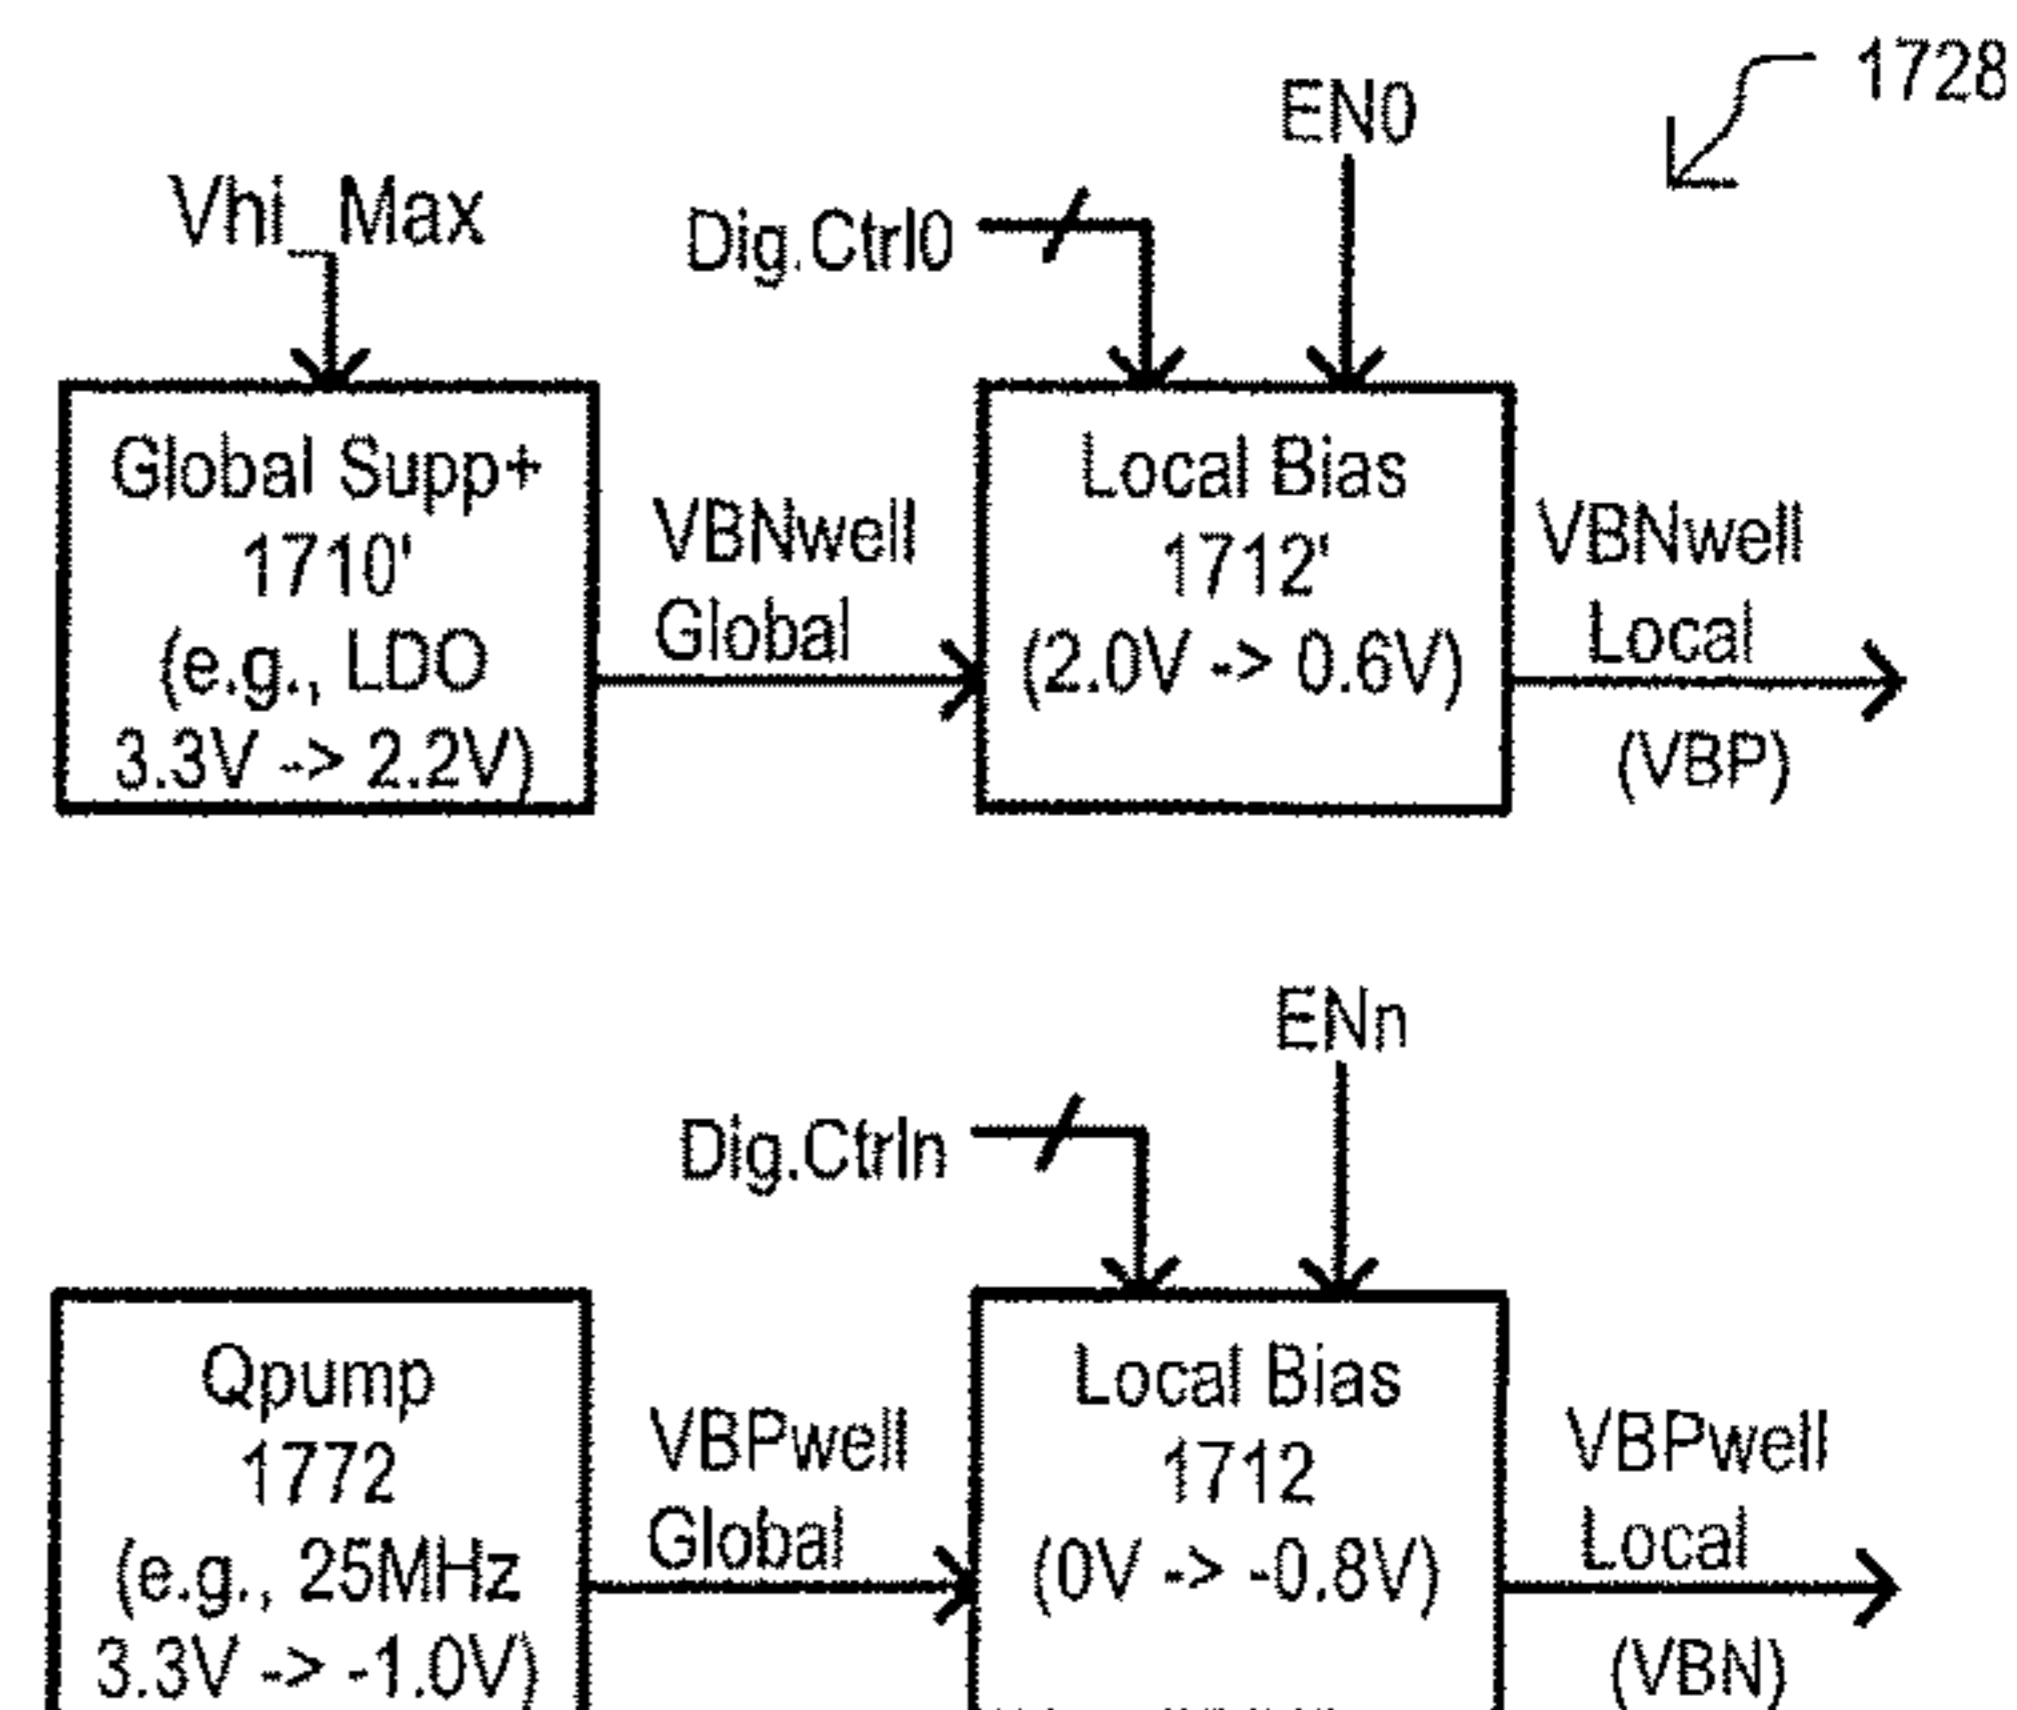 1728
EN0
Vhi_Max
Dig.Ctrl0
Global Supp+
1710'
(e.g., LDO
3.3V -> 2.2V)
VBNwell
Global
Local Bias
1712'
(2.0V -> 0.6V)
VBNwell
Local
(VBP)
ENn
Dig.Ctrln
Qpump
1772
(e.g., 25MHz
3.3V -> -1.0V)
VBPwell
Global
Local Bias
1712
(0V -> -0.8V)
VBPwell
Local
(VBN)